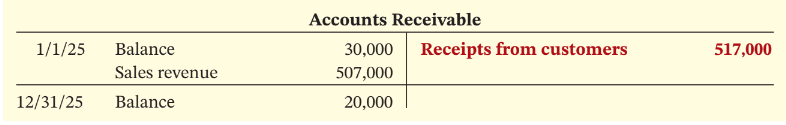 Accounts Receivable
1/1/25 Balance 30,000 Receipts from customers 517,000
Sales revenue 507,000
12/31/25 Balance 20,000